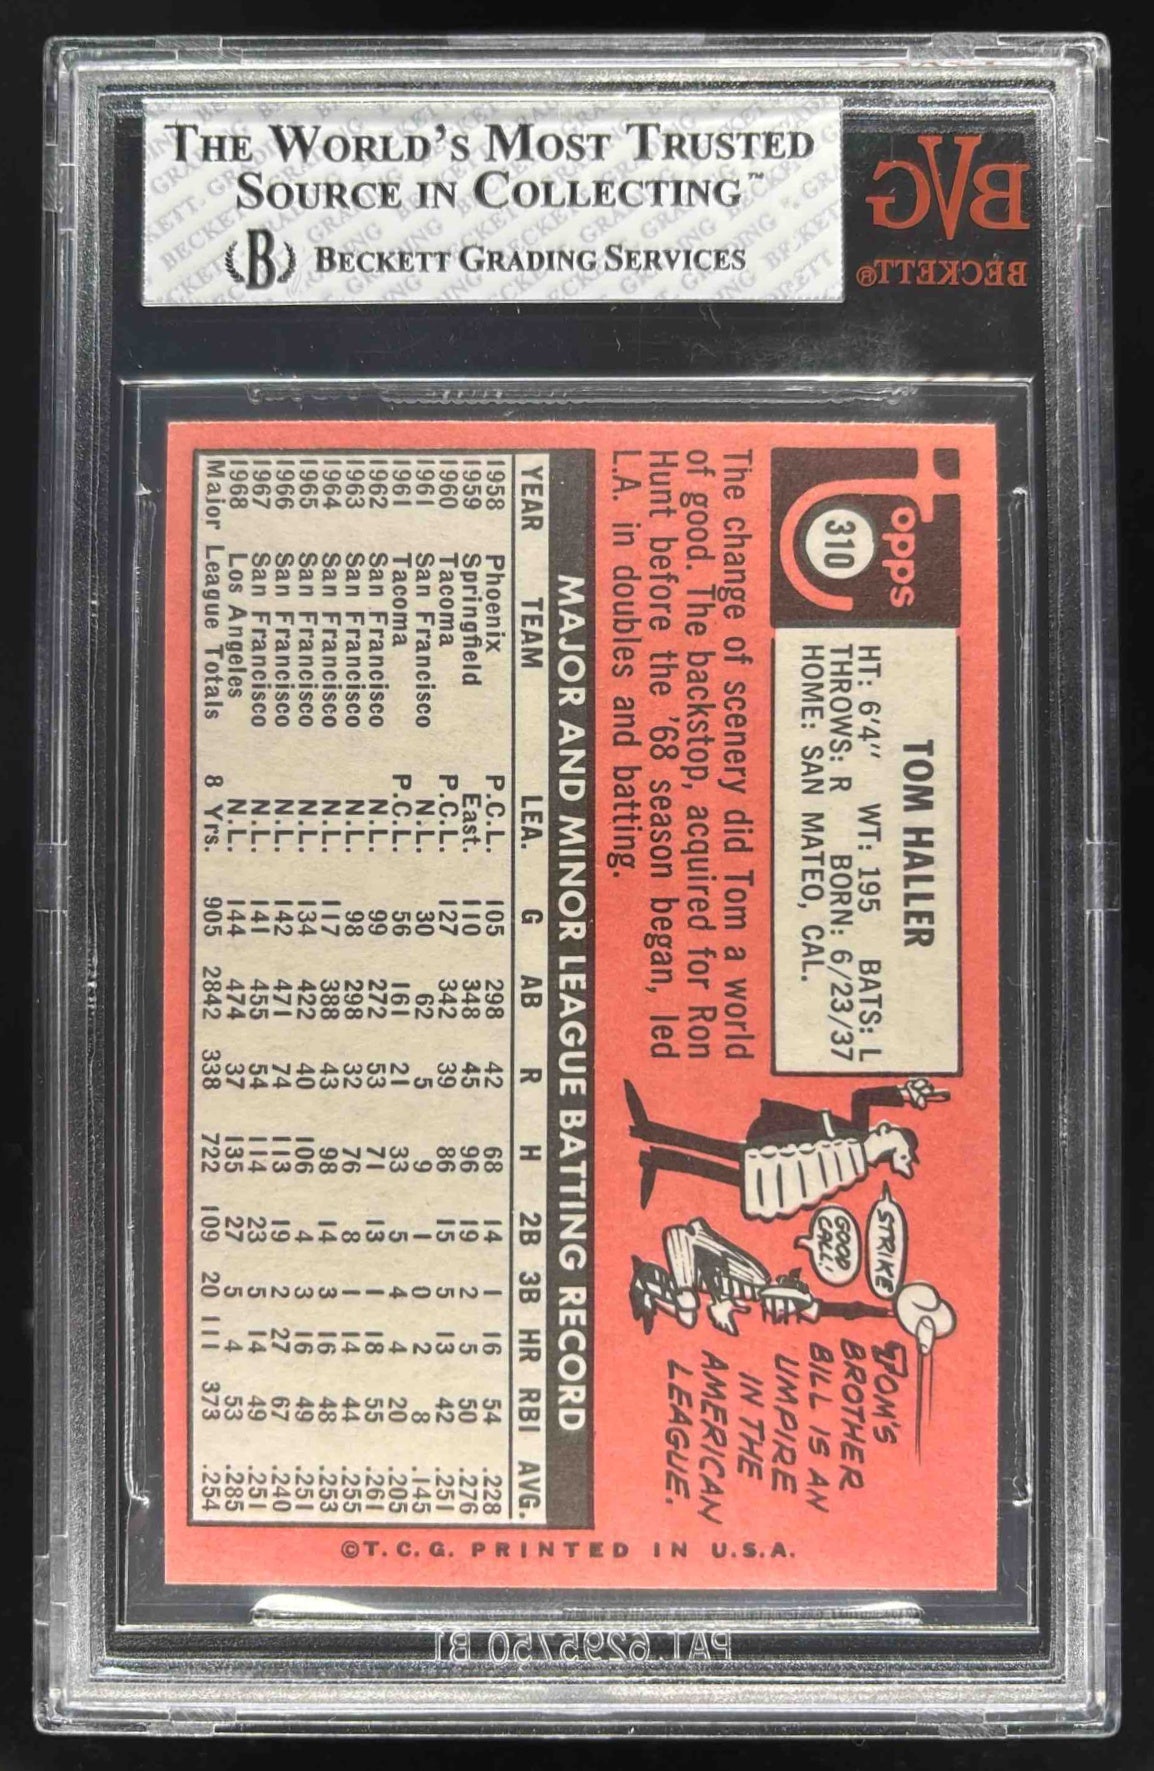 THE WORLD'S MOST TRUSTED
SOURCE IN COLLECTING™
B BECKETT GRADING SERVICES
BVG
BECKETT®
Topps
310
TOM HALLER
HT: 6'4" WT: 195 BATS: L
THROWS: R BORN: 6/23/37
HOME: SAN MATEO, CAL.
The change of scenery did Tom a world
of good. The backstop, acquired for Ron
Hunt before the '68 season began, led
L.A. in doubles and batting.
STRIKE
GOOD
CALL!
TOM'S
BROTHER
BILL IS AN
UMPIRE
IN THE
AMERICAN
LEAGUE.
MAJOR AND MINOR LEAGUE BATTING RECORD
YEAR TEAM LEA. G AB R H 2B 3B HR RBI AVG.
1958 Phoenix P.C.L. 105 298 42 68 14 1 16 54 .228
1959 Springfield East. 110 348 45 96 19 2 5 50 .276
1960 Tacoma P.C.L. 127 342 39 86 15 5 13 42 .251
1961 San Francisco N.L. 30 62 5 9 1 0 2 8 .145
1961 Tacoma P.C.L. 56 161 21 33 5 4 4 20 .205
1962 San Francisco N.L. 99 272 53 71 13 1 18 55 .261
1963 San Francisco N.L. 98 298 32 76 8 1 14 44 .255
1964 San Francisco N.L. 117 388 43 98 14 3 16 48 .253
1965 San Francisco N.L. 134 422 40 106 4 3 16 49 .251
1966 San Francisco N.L. 142 471 74 113 19 2 27 67 .240
1967 San Francisco N.L. 141 455 54 114 23 5 14 49 .251
1968 Los Angeles N.L. 144 474 37 135 27 5 4 53 .285
Major League Totals 8 Yrs. 905 2842 338 722 109 20 111 373 .254
©T.C.G. PRINTED IN U.S.A.
PAT. 6295750 B1